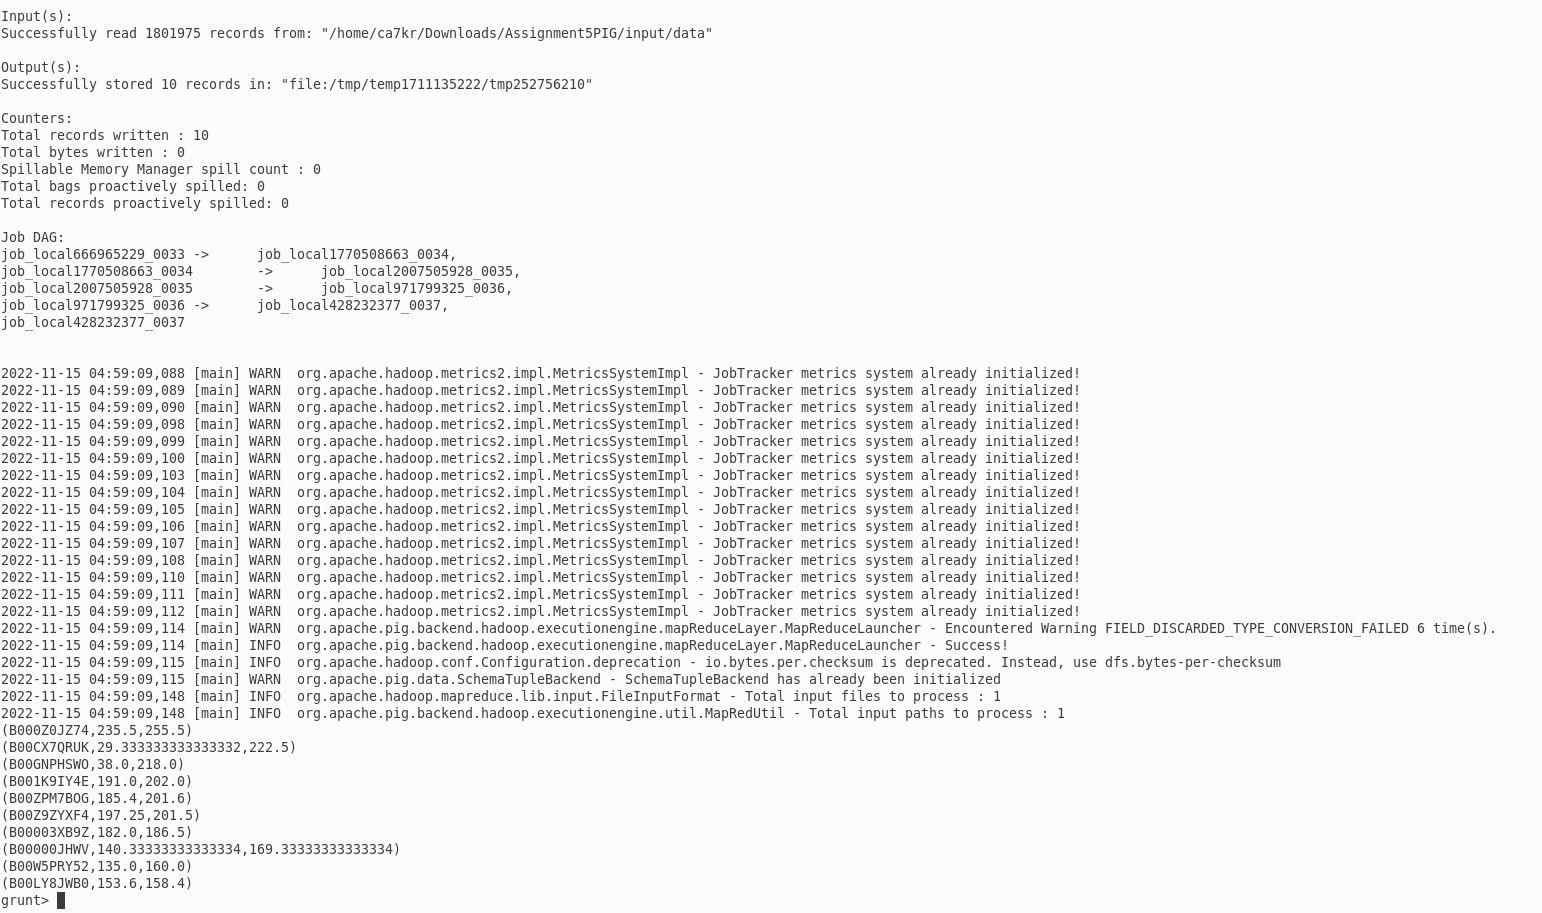 Input(s):
Successfully read 1801975 records from: "/home/ca7kr/Downloads/Assignment5PIG/input/data"
Output(s):
Successfully stored 10 records in: "file:/tmp/temp1711135222/tmp252756210"
Counters:
Total records written : 10
Total bytes written : 0
Spillable Memory Manager spill count : 0
Total bags proactively spilled: 0
Total records proactively spilled: 0
Job DAG:
job_local666965229_0033 -> job_local1770508663_0034,
job_local1770508663_0034 -> job_local2007505928_0035,
job_local2007505928_0035 -> job_local971799325_0036,
job_local971799325_0036 -> job_local428232377_0037,
job_local428232377_0037
2022-11-15 04:59:09,088 [main] WARN  org.apache.hadoop.metrics2.impl.MetricsSystemImpl - JobTracker metrics system already initialized!
2022-11-15 04:59:09,089 [main] WARN  org.apache.hadoop.metrics2.impl.MetricsSystemImpl - JobTracker metrics system already initialized!
2022-11-15 04:59:09,090 [main] WARN  org.apache.hadoop.metrics2.impl.MetricsSystemImpl - JobTracker metrics system already initialized!
2022-11-15 04:59:09,098 [main] WARN  org.apache.hadoop.metrics2.impl.MetricsSystemImpl - JobTracker metrics system already initialized!
2022-11-15 04:59:09,099 [main] WARN  org.apache.hadoop.metrics2.impl.MetricsSystemImpl - JobTracker metrics system already initialized!
2022-11-15 04:59:09,100 [main] WARN  org.apache.hadoop.metrics2.impl.MetricsSystemImpl - JobTracker metrics system already initialized!
2022-11-15 04:59:09,103 [main] WARN  org.apache.hadoop.metrics2.impl.MetricsSystemImpl - JobTracker metrics system already initialized!
2022-11-15 04:59:09,104 [main] WARN  org.apache.hadoop.metrics2.impl.MetricsSystemImpl - JobTracker metrics system already initialized!
2022-11-15 04:59:09,105 [main] WARN  org.apache.hadoop.metrics2.impl.MetricsSystemImpl - JobTracker metrics system already initialized!
2022-11-15 04:59:09,106 [main] WARN  org.apache.hadoop.metrics2.impl.MetricsSystemImpl - JobTracker metrics system already initialized!
2022-11-15 04:59:09,107 [main] WARN  org.apache.hadoop.metrics2.impl.MetricsSystemImpl - JobTracker metrics system already initialized!
2022-11-15 04:59:09,108 [main] WARN  org.apache.hadoop.metrics2.impl.MetricsSystemImpl - JobTracker metrics system already initialized!
2022-11-15 04:59:09,110 [main] WARN  org.apache.hadoop.metrics2.impl.MetricsSystemImpl - JobTracker metrics system already initialized!
2022-11-15 04:59:09,111 [main] WARN  org.apache.hadoop.metrics2.impl.MetricsSystemImpl - JobTracker metrics system already initialized!
2022-11-15 04:59:09,112 [main] WARN  org.apache.hadoop.metrics2.impl.MetricsSystemImpl - JobTracker metrics system already initialized!
2022-11-15 04:59:09,114 [main] WARN  org.apache.pig.backend.hadoop.executionengine.mapReduceLayer.MapReduceLauncher - Encountered Warning FIELD_DISCARDED_TYPE_CONVERSION_FAILED 6 time(s).
2022-11-15 04:59:09,114 [main] INFO  org.apache.pig.backend.hadoop.executionengine.mapReduceLayer.MapReduceLauncher - Success!
2022-11-15 04:59:09,115 [main] INFO  org.apache.hadoop.conf.Configuration.deprecation - io.bytes.per.checksum is deprecated. Instead, use dfs.bytes-per-checksum
2022-11-15 04:59:09,115 [main] WARN  org.apache.pig.data.SchemaTupleBackend - SchemaTupleBackend has already been initialized
2022-11-15 04:59:09,148 [main] INFO  org.apache.hadoop.mapreduce.lib.input.FileInputFormat - Total input files to process : 1
2022-11-15 04:59:09,148 [main] INFO  org.apache.pig.backend.hadoop.executionengine.util.MapRedUtil - Total input paths to process : 1
(B000Z0JZ74,235.5,255.5)
(B00CX7QRUK,29.333333333333332,222.5)
(B00GNPHSWO,38.0,218.0)
(B001K9IY4E,191.0,202.0)
(B00ZPM7BOG,185.4,201.6)
(B00Z9ZYXF4,197.25,201.5)
(B00003XB9Z,182.0,186.5)
(B00000JHWV,140.33333333333334,169.33333333333334)
(B00W5PRY52,135.0,160.0)
(B00LY8JWB0,153.6,158.4)
grunt>